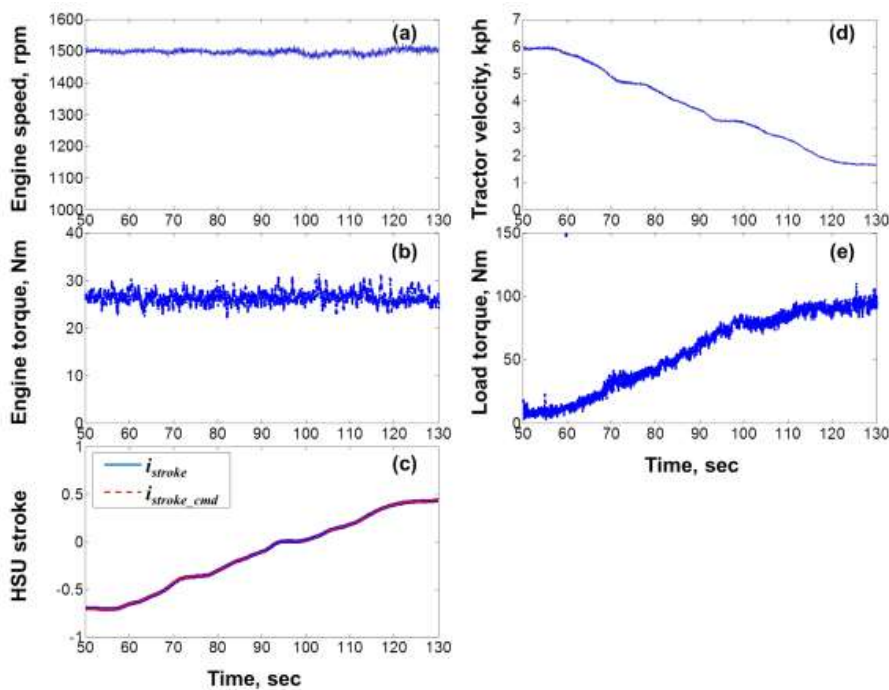 (a)
Engine speed, rpm
1600
1500
1400
1300
1200
1100
1000
50 60 70 80 90 100 110 120 130
(b)
Engine torque, Nm
40
30
20
10
0
50 60 70 80 90 100 110 120 130
(c)
HSU stroke
1
0.5
0
-0.5
-1
i stroke
i stroke_cmd
50 60 70 80 90 100 110 120 130
Time, sec
(d)
Tractor velocity, kph
7
6
5
4
3
2
1
0
50 60 70 80 90 100 110 120 130
(e)
Load torque, Nm
150
100
50
0
50 60 70 80 90 100 110 120 130
Time, sec